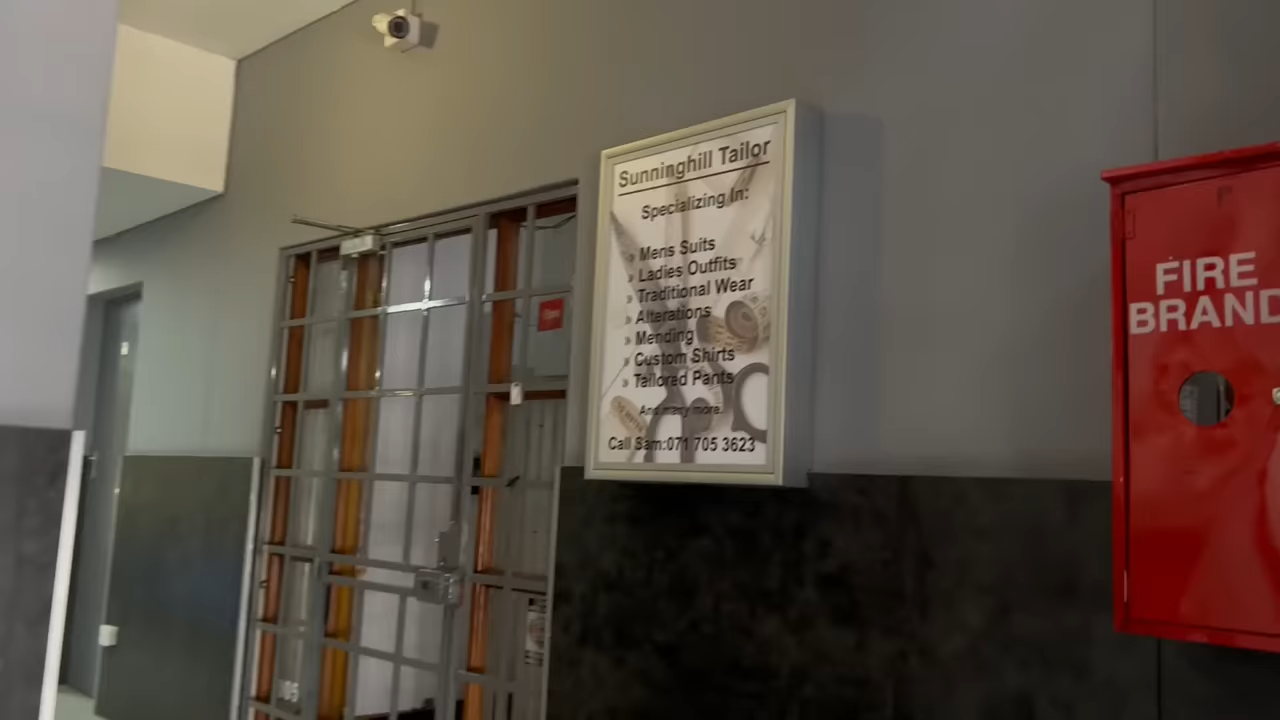 Sunninghill Tailor
Specializing In:
» Mens Suits
» Ladies Outfits
» Traditional Wear
» Alterations
» Mending
» Custom Shirts
» Tailored Pants
And many more.
Call Sam:071 705 3623
FIRE
BRAND